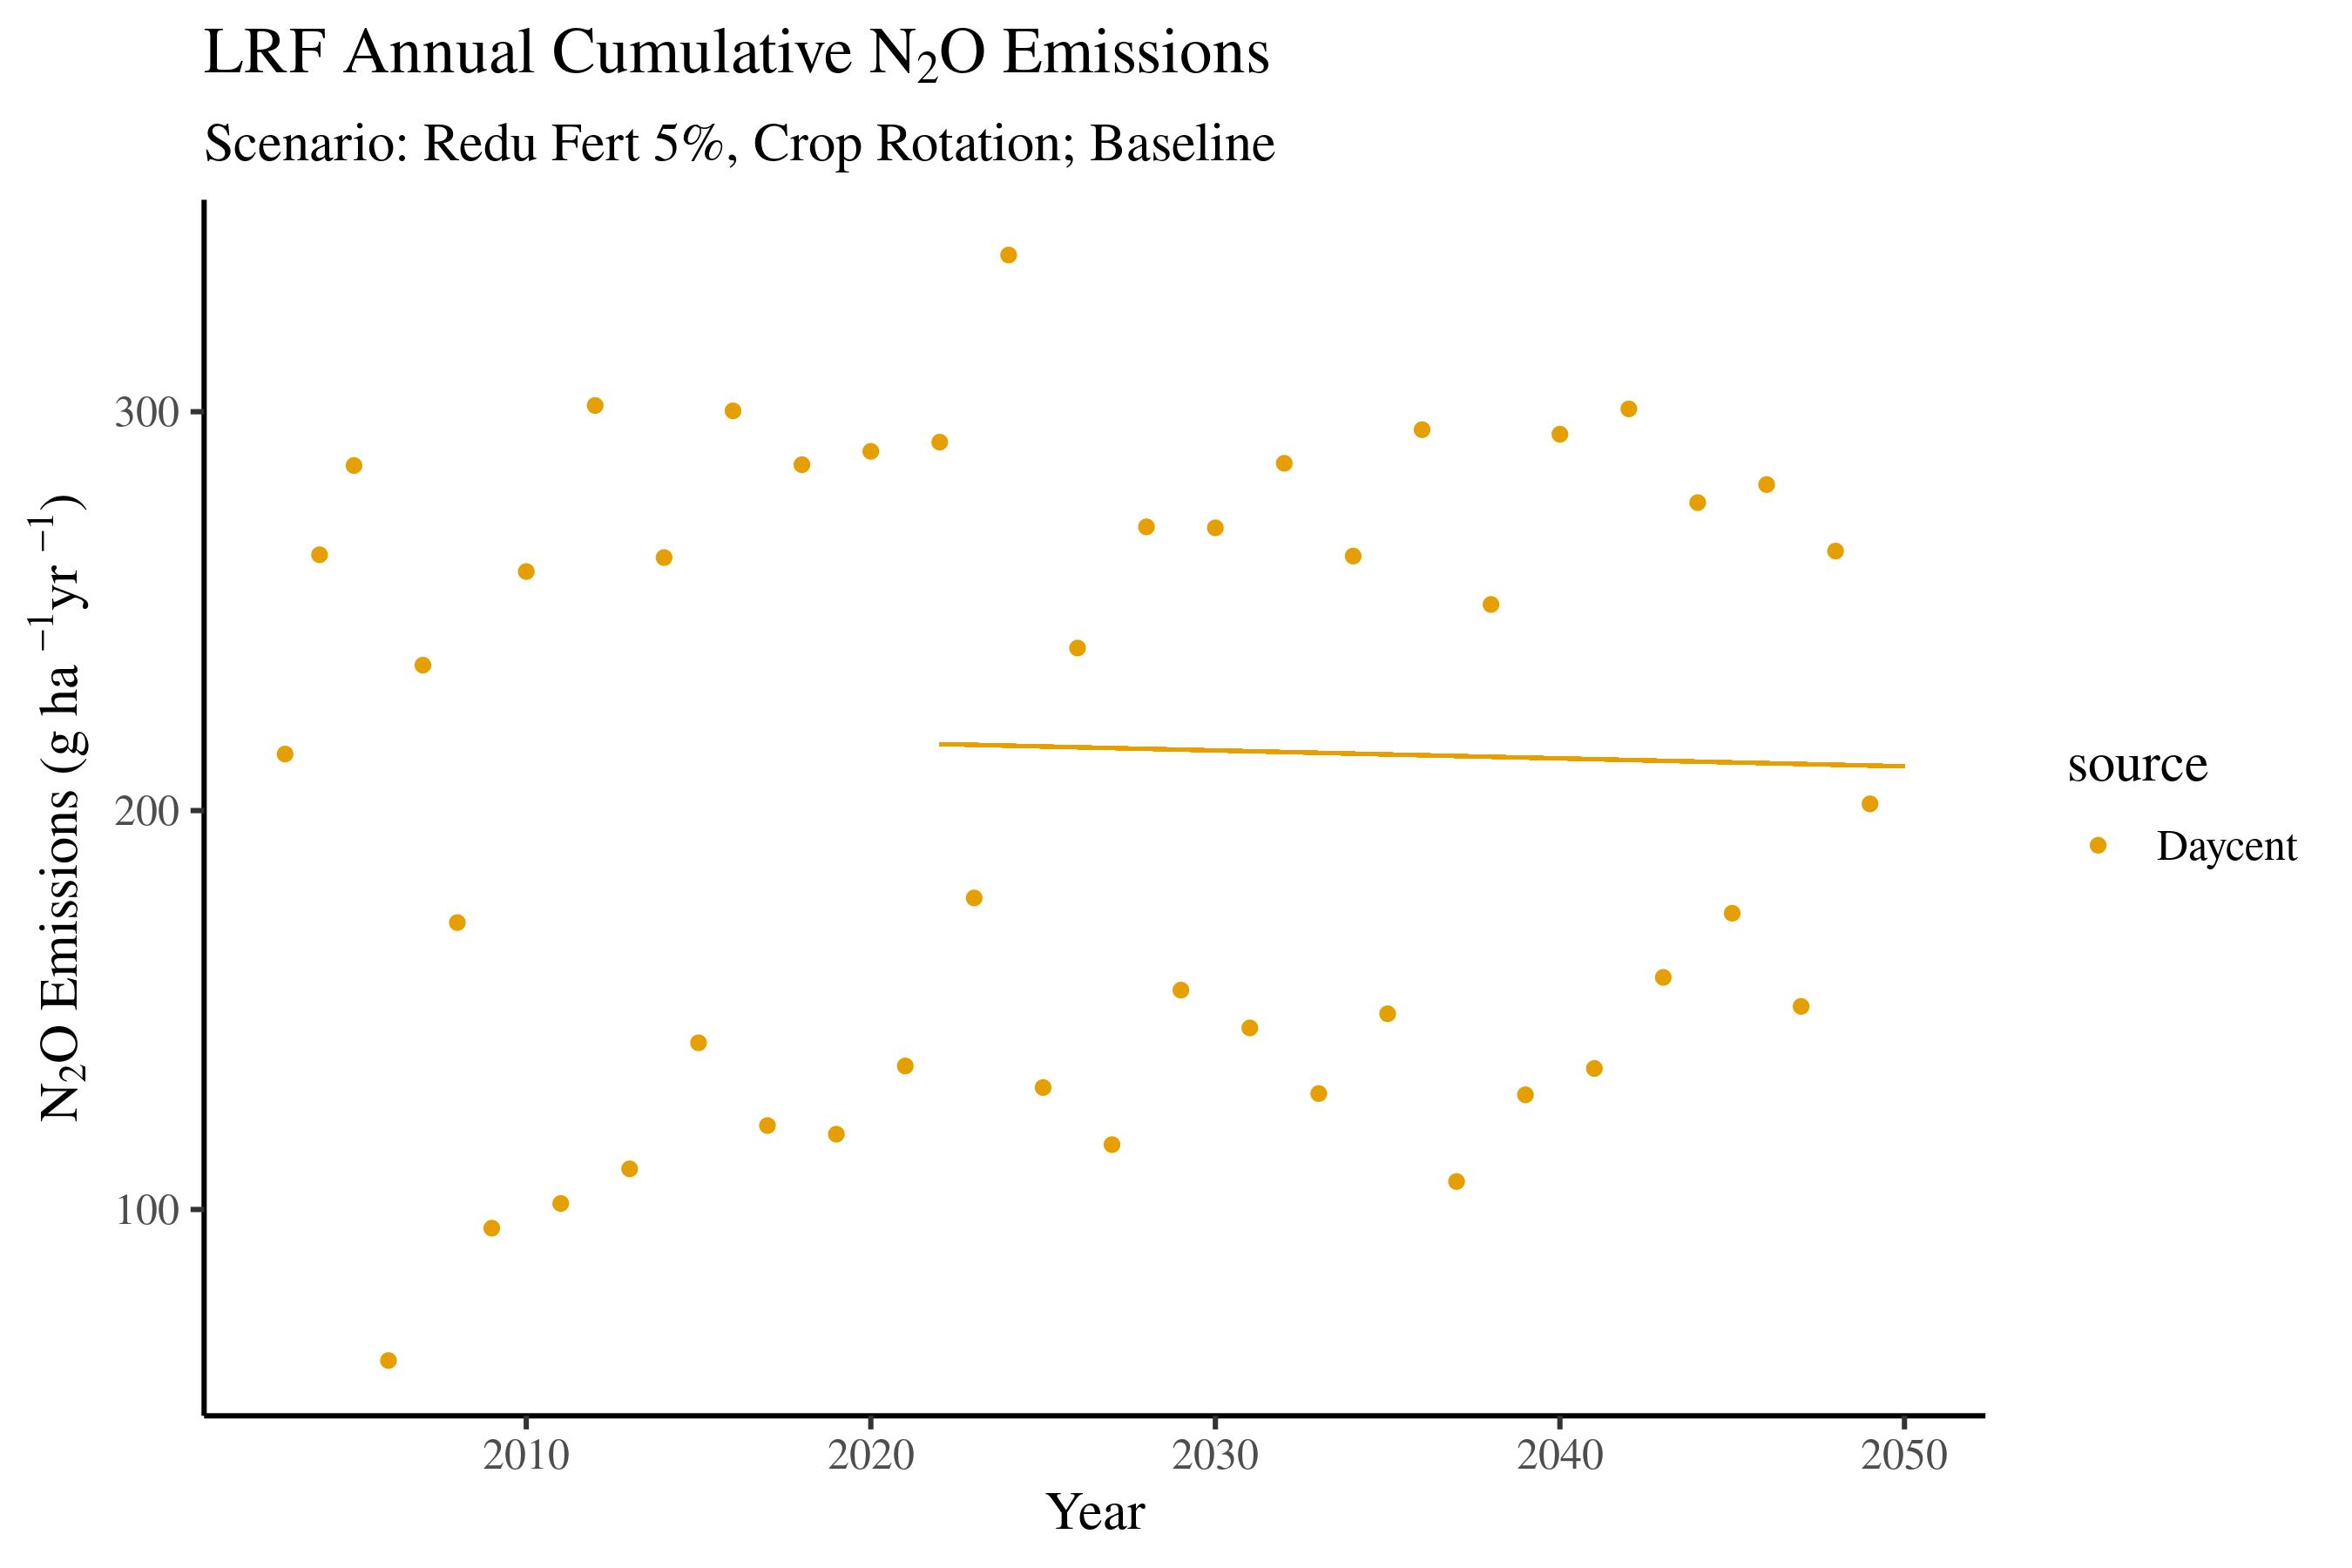 LRF Annual Cumulative N₂O Emissions
Scenario: Redu Fert 5%, Crop Rotation; Baseline
N₂O Emissions (g ha⁻¹yr⁻¹)
300
200
100
2010 2020 2030 2040 2050
Year
source
Daycent